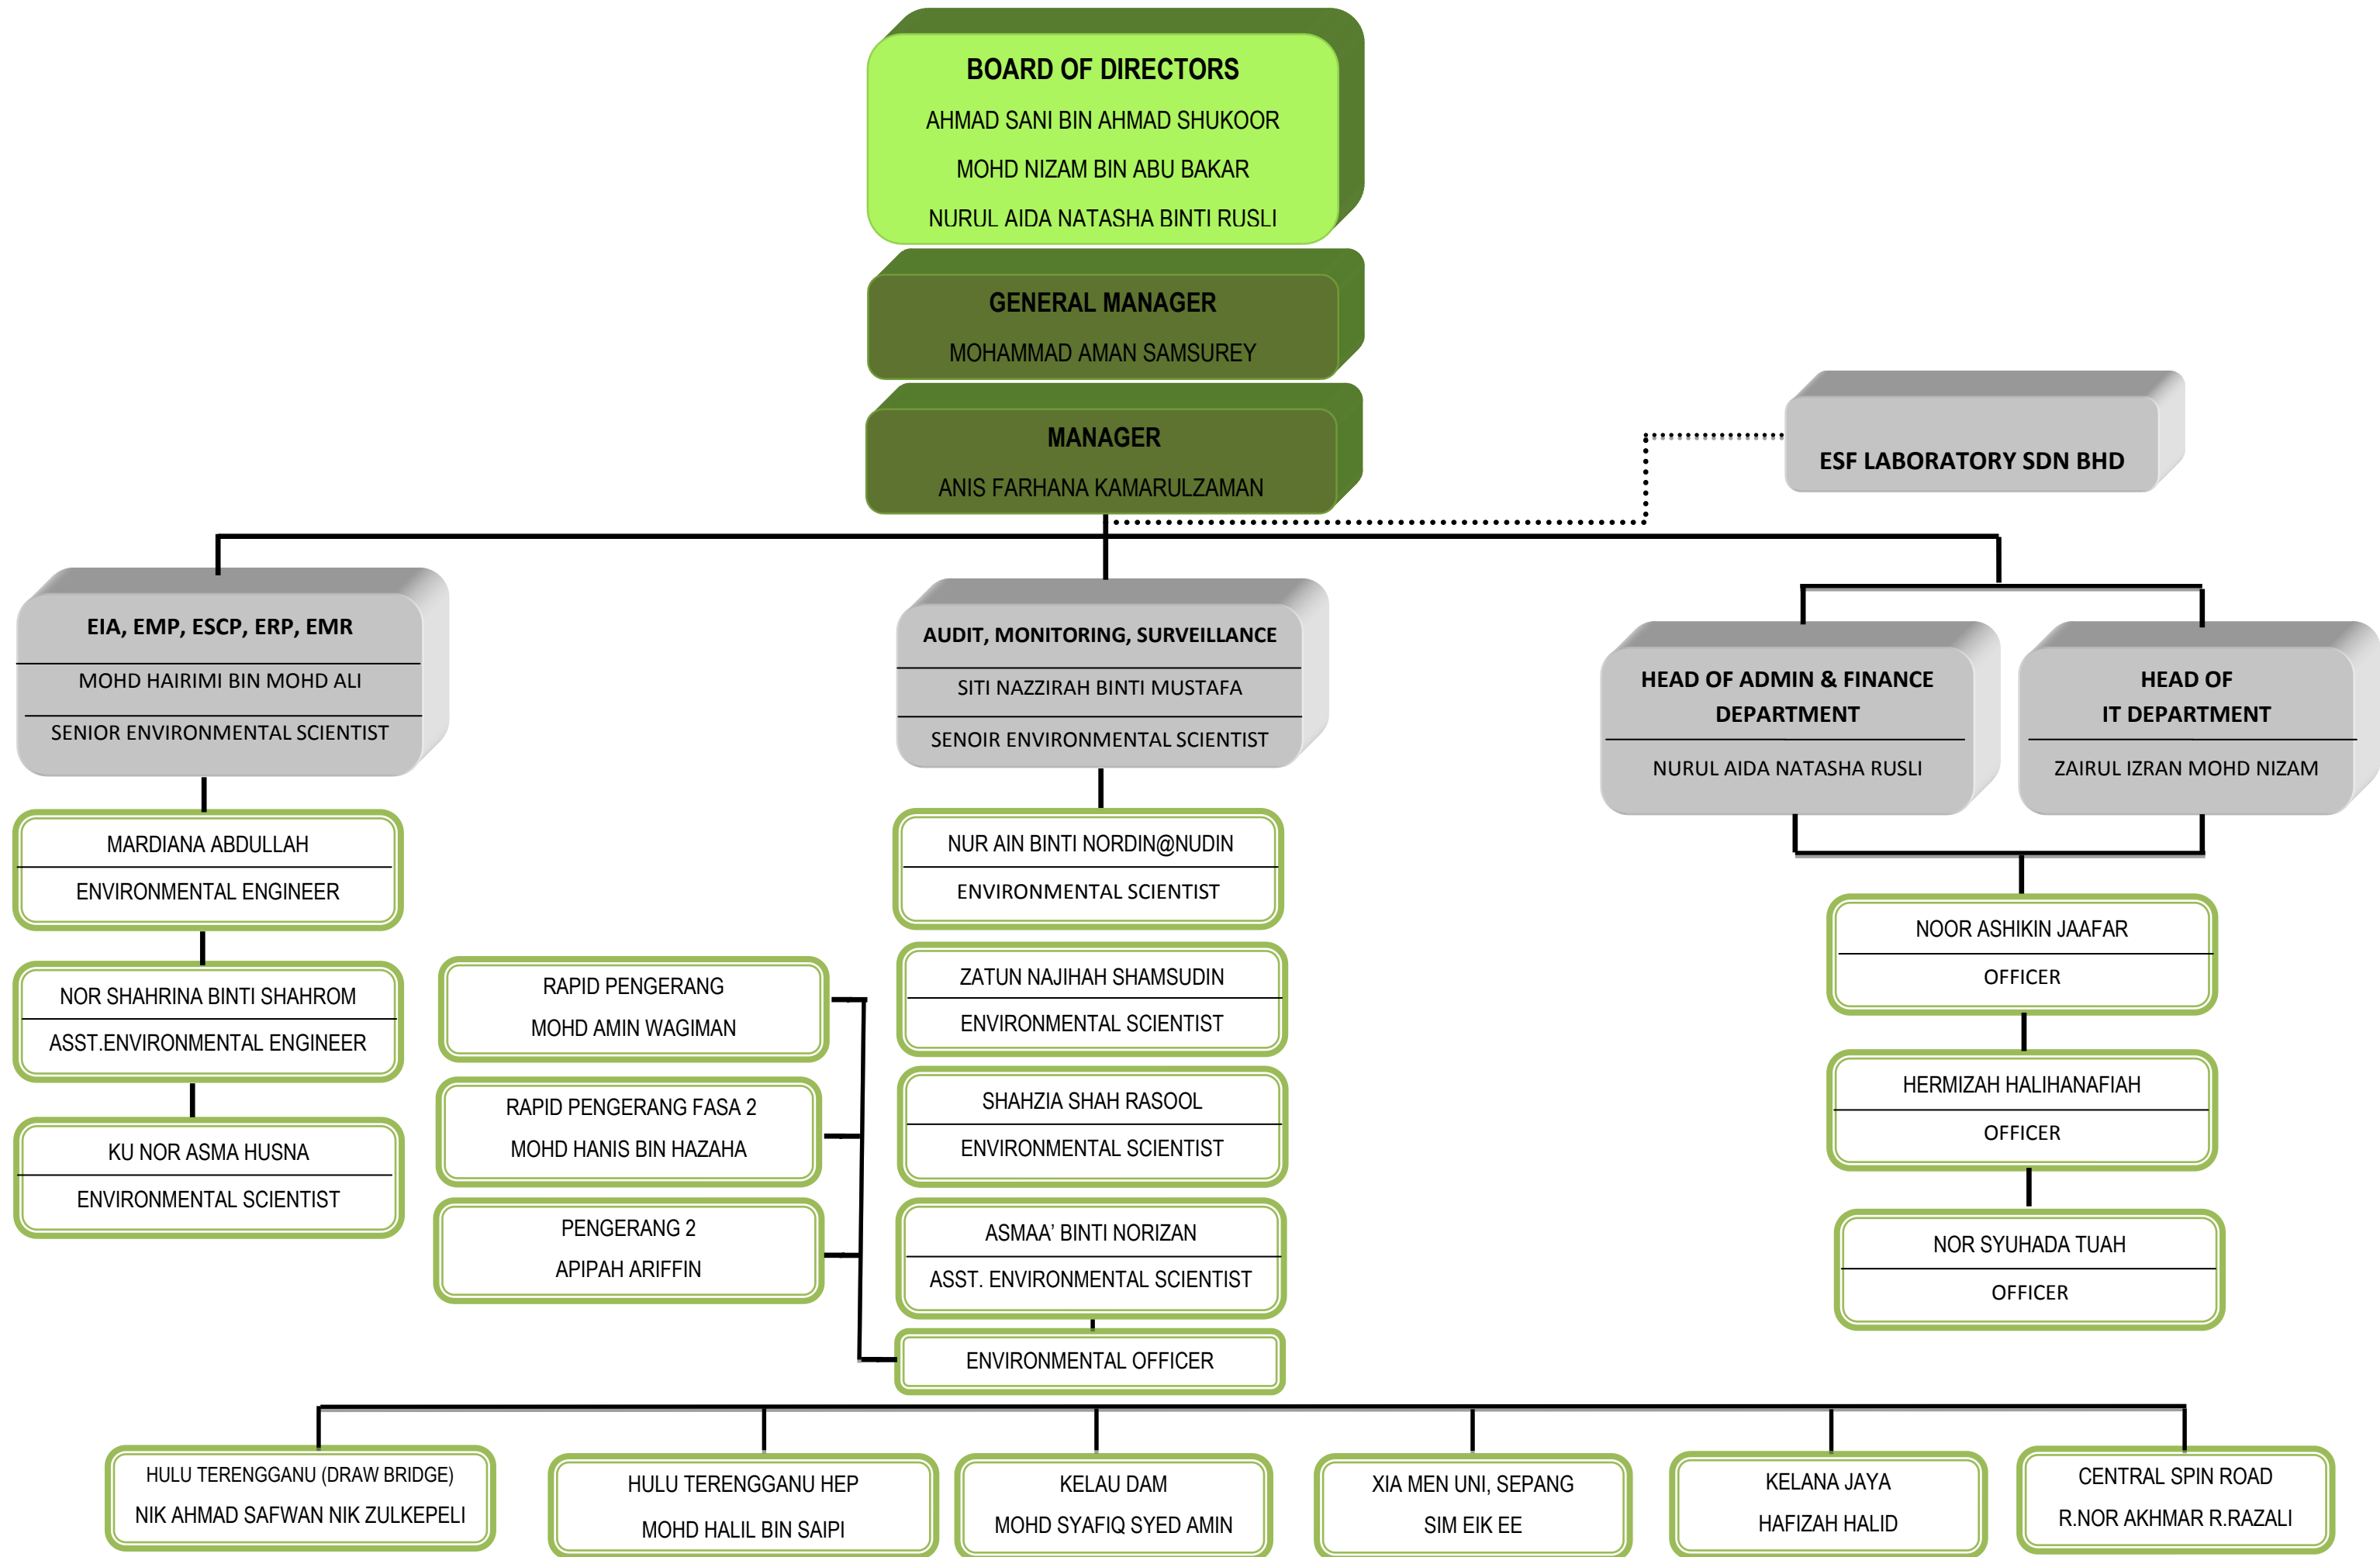 BOARD OF DIRECTORS
AHMAD SANI BIN AHMAD SHUKOOR
MOHD NIZAM BIN ABU BAKAR
NURUL AIDA NATASHA BINTI RUSLI
GENERAL MANAGER
MOHAMMAD AMAN SAMSUREY
MANAGER
ANIS FARHANA KAMARULZAMAN
ESF LABORATORY SDN BHD
EIA, EMP, ESCP, ERP, EMR
MOHD HAIRIMI BIN MOHD ALI
SENIOR ENVIRONMENTAL SCIENTIST
MARDIANA ABDULLAH
ENVIRONMENTAL ENGINEER
NOR SHAHRINA BINTI SHAHROM
ASST.ENVIRONMENTAL ENGINEER
KU NOR ASMA HUSNA
ENVIRONMENTAL SCIENTIST
AUDIT, MONITORING, SURVEILLANCE
SITI NAZZIRAH BINTI MUSTAFA
SENOIR ENVIRONMENTAL SCIENTIST
NUR AIN BINTI NORDIN@NUDIN
ENVIRONMENTAL SCIENTIST
ZATUN NAJIHAH SHAMSUDIN
ENVIRONMENTAL SCIENTIST
SHAHZIA SHAH RASOOL
ENVIRONMENTAL SCIENTIST
ASMAA’ BINTI NORIZAN
ASST. ENVIRONMENTAL SCIENTIST
ENVIRONMENTAL OFFICER
RAPID PENGERANG
MOHD AMIN WAGIMAN
RAPID PENGERANG FASA 2
MOHD HANIS BIN HAZAHA
PENGERANG 2
APIPAH ARIFFIN
HEAD OF ADMIN & FINANCE
DEPARTMENT
NURUL AIDA NATASHA RUSLI
HEAD OF
IT DEPARTMENT
ZAIRUL IZRAN MOHD NIZAM
NOOR ASHIKIN JAAFAR
OFFICER
HERMIZAH HALIHANAFIAH
OFFICER
NOR SYUHADA TUAH
OFFICER
HULU TERENGGANU (DRAW BRIDGE)
NIK AHMAD SAFWAN NIK ZULKEPELI
HULU TERENGGANU HEP
MOHD HALIL BIN SAIPI
KELAU DAM
MOHD SYAFIQ SYED AMIN
XIA MEN UNI, SEPANG
SIM EIK EE
KELANA JAYA
HAFIZAH HALID
CENTRAL SPIN ROAD
R.NOR AKHMAR R.RAZALI